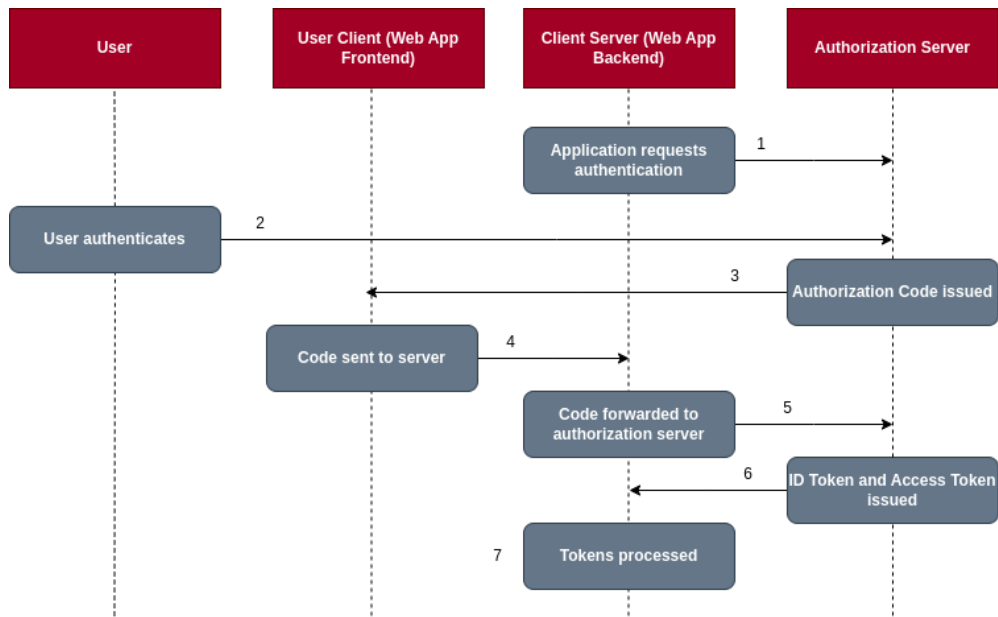 User
User Client (Web App
Frontend)
Client Server (Web App
Backend)
Authorization Server
Application requests
authentication
1
User authenticates
2
3
Authorization Code issued
Code sent to server
4
Code forwarded to
authorization server
5
6
ID Token and Access Token
issued
7
Tokens processed